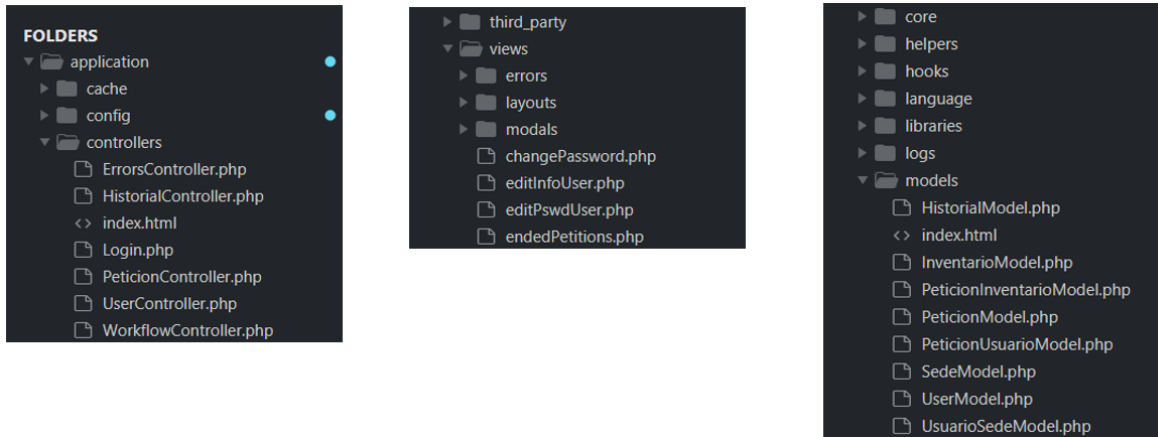 FOLDERS
application
cache
config
controllers
ErrorsController.php
HistorialController.php
<> index.html
Login.php
PeticionController.php
UserController.php
WorkflowController.php
third_party
views
errors
layouts
modals
changePassword.php
editInfoUser.php
editPswdUser.php
endedPetitions.php
core
helpers
hooks
language
libraries
logs
models
HistorialModel.php
<> index.html
InventarioModel.php
PeticionInventarioModel.php
PeticionModel.php
PeticionUsuarioModel.php
SedeModel.php
UserModel.php
UsuarioSedeModel.php